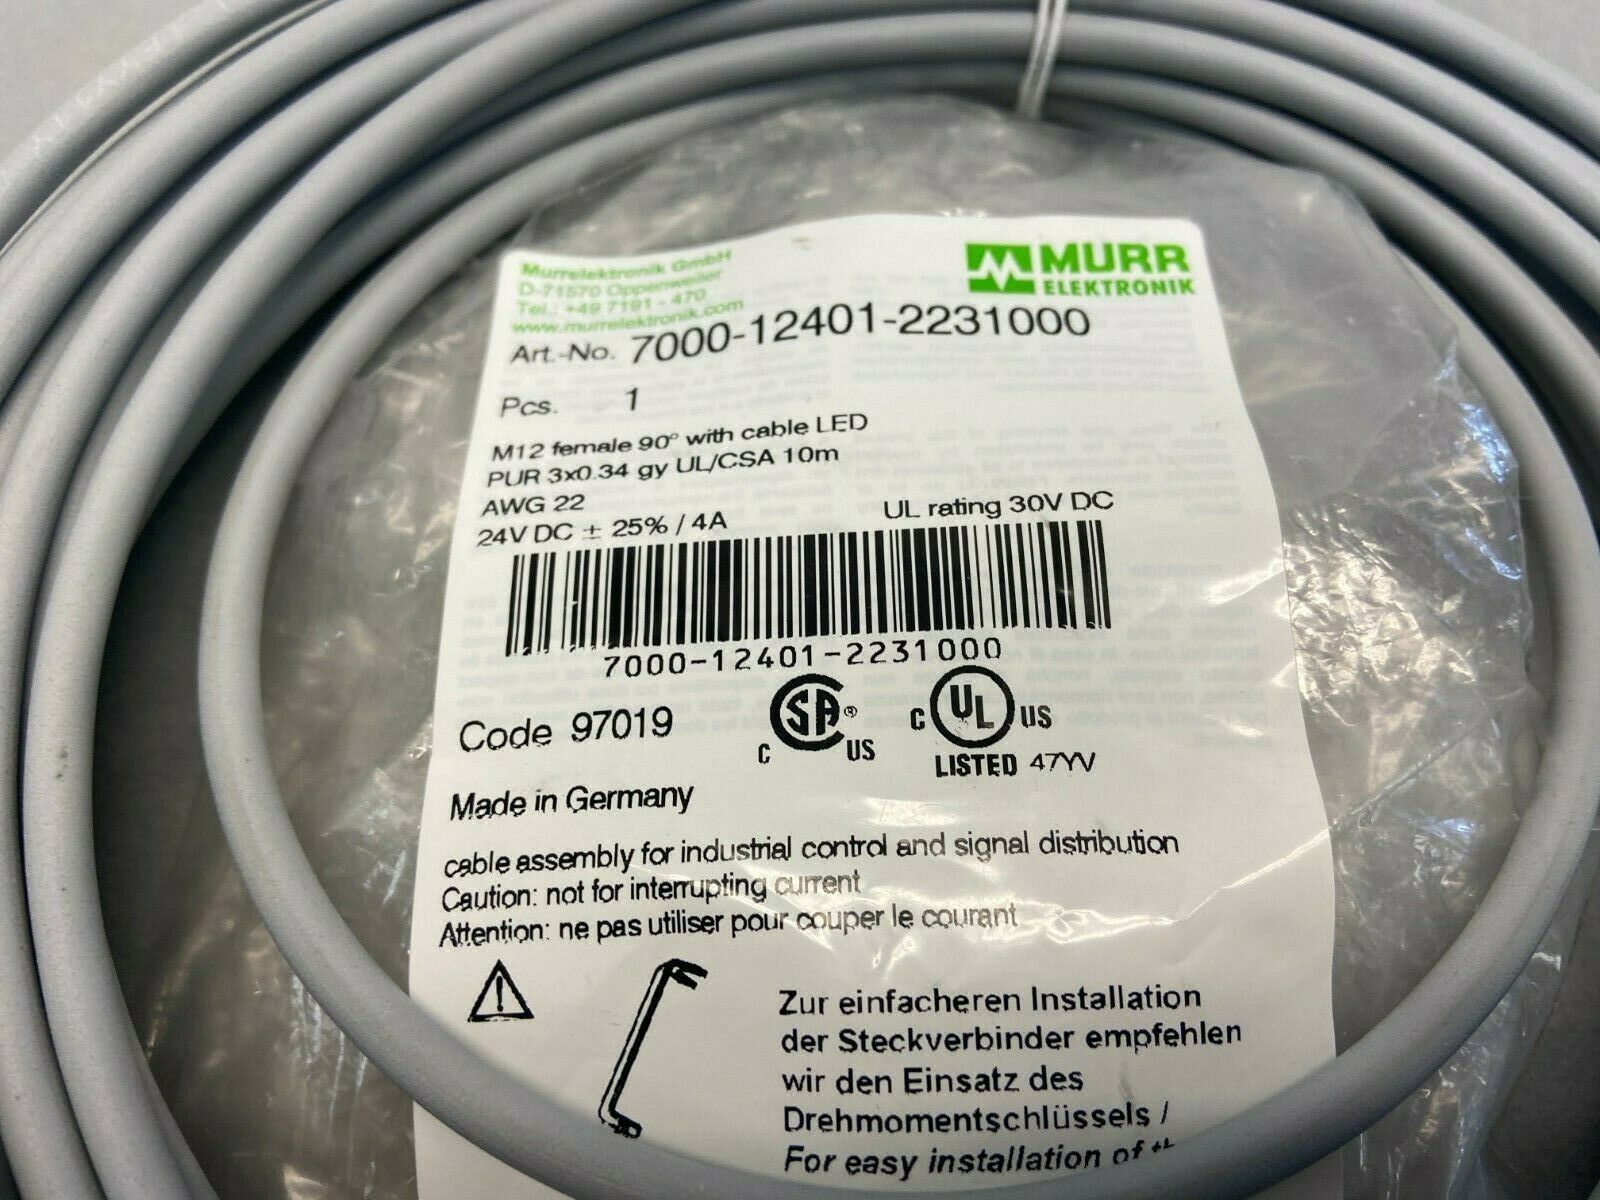 Murrelektronik GmbH
D-71570 Oppenweiler
Tel.: +49 7191 - 470
www.murrelektronik.com
MURR
ELEKTRONIK
Art.-No. 7000-12401-2231000
Pcs. 1
M12 female 90° with cable LED
PUR 3x0.34 gy UL/CSA 10m
AWG 22
24V DC ± 25% / 4A
UL rating 30V DC
7000-12401-2231000
Code 97019
C SA ® US
C UL US
LISTED 47YV
Made in Germany
cable assembly for industrial control and signal distribution
Caution: not for interrupting current
Attention: ne pas utiliser pour couper le courant
Zur einfacheren Installation
der Steckverbinder empfehlen
wir den Einsatz des
Drehmomentschlüssels /
For easy installation of